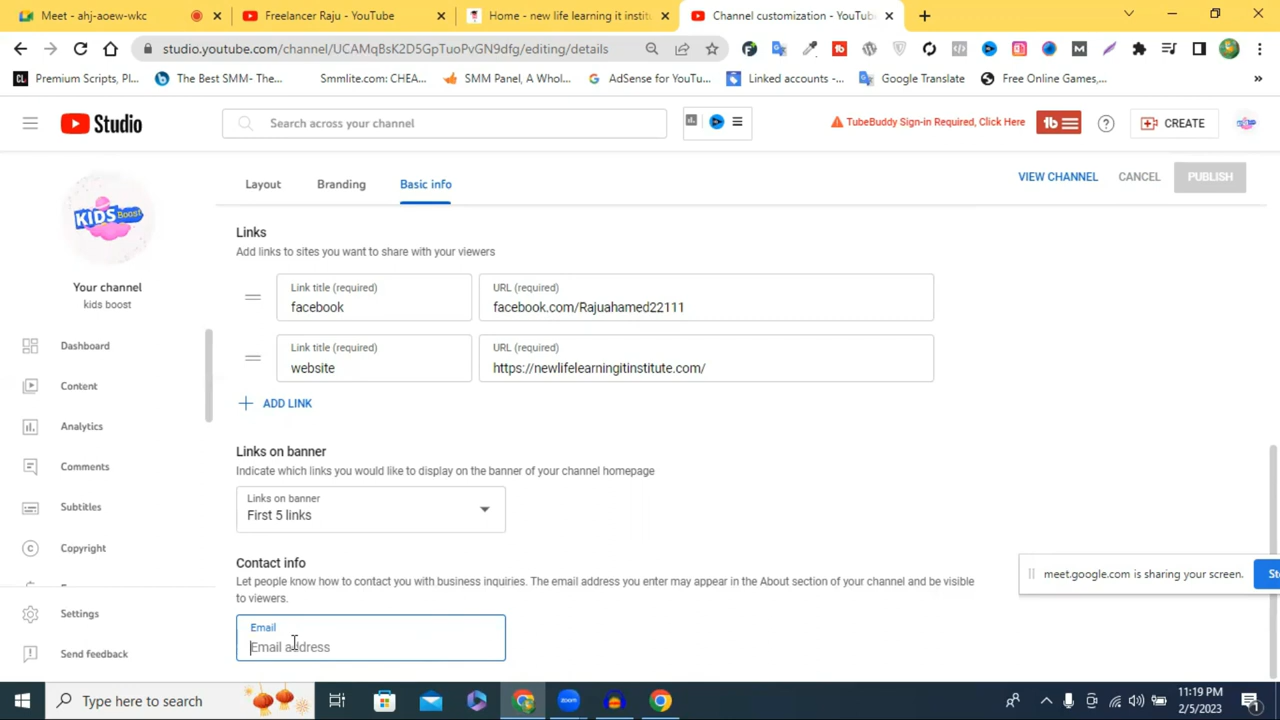 Meet - ahj-aoew-wkc
Freelancer Raju - YouTube
Home - new life learning it instit
Channel customization - YouTub
studio.youtube.com/channel/UCAMqBsK2D5GpTuoPvGN9dfg/editing/details
Premium Scripts, Pl...
The Best SMM- The...
Smmlite.com: CHEA...
SMM Panel, A Whol...
AdSense for YouTu...
Linked accounts -...
Google Translate
Free Online Games,...
Studio
Search across your channel
TubeBuddy Sign-in Required, Click Here
CREATE
KIDS Boost
Your channel
kids boost
Dashboard
Content
Analytics
Comments
Subtitles
Copyright
Settings
Send feedback
Layout
Branding
Basic info
VIEW CHANNEL
CANCEL
PUBLISH
Links
Add links to sites you want to share with your viewers
Link title (required)
facebook
URL (required)
facebook.com/Rajuahamed22111
Link title (required)
website
URL (required)
https://newlifelearningitinstitute.com/
ADD LINK
Links on banner
Indicate which links you would like to display on the banner of your channel homepage
Links on banner
First 5 links
Contact info
Let people know how to contact you with business inquiries. The email address you enter may appear in the About section of your channel and be visible
to viewers.
Email
Email address
meet.google.com is sharing your screen.
Type here to search
zoom
11:19 PM
2/5/2023